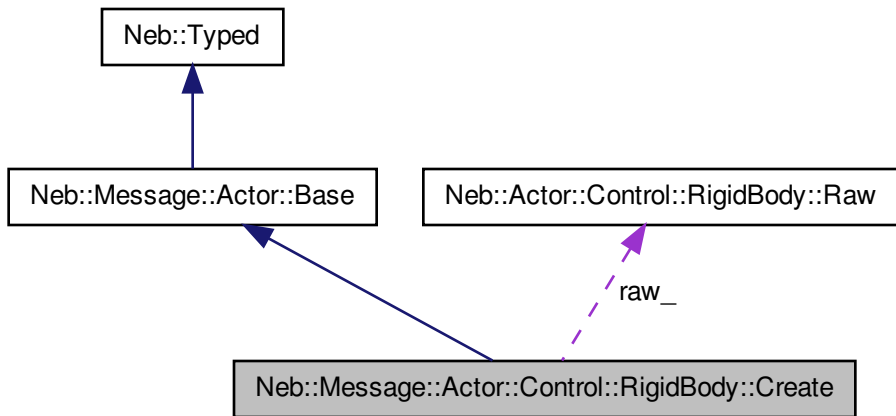 Neb::Typed
Neb::Message::Actor::Base
Neb::Actor::Control::RigidBody::Raw
raw_
Neb::Message::Actor::Control::RigidBody::Create